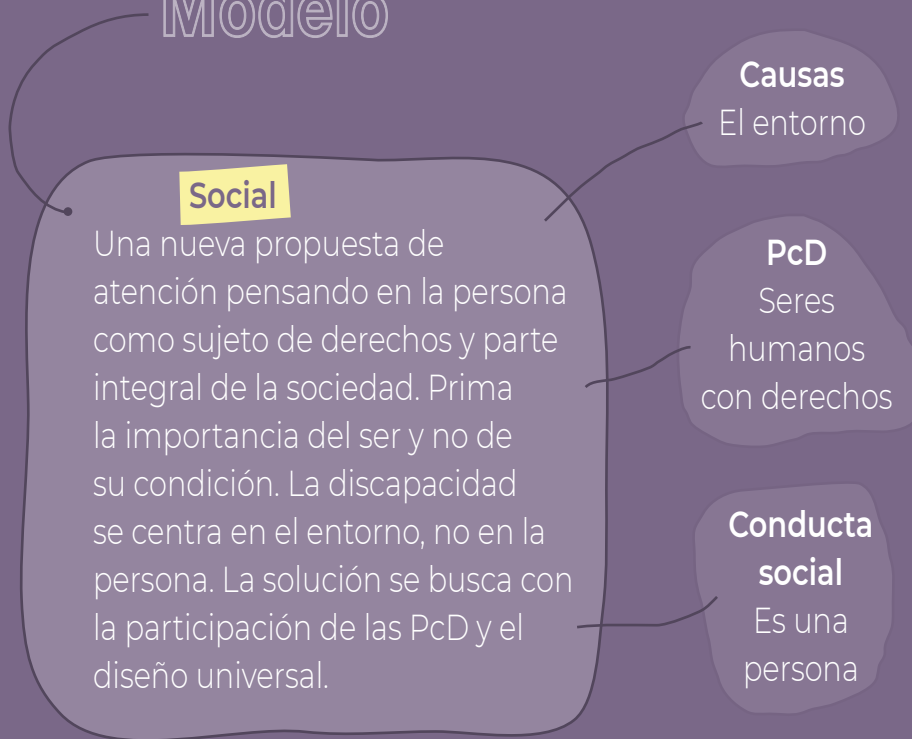 Modelo
Social
Una nueva propuesta de
atención pensando en la persona
como sujeto de derechos y parte
integral de la sociedad. Prima
la importancia del ser y no de
su condición. La discapacidad
se centra en el entorno, no en la
persona. La solución se busca con
la participación de las PcD y el
diseño universal.
Causas
El entorno
PcD
Seres
humanos
con derechos
Conducta
social
Es una
persona